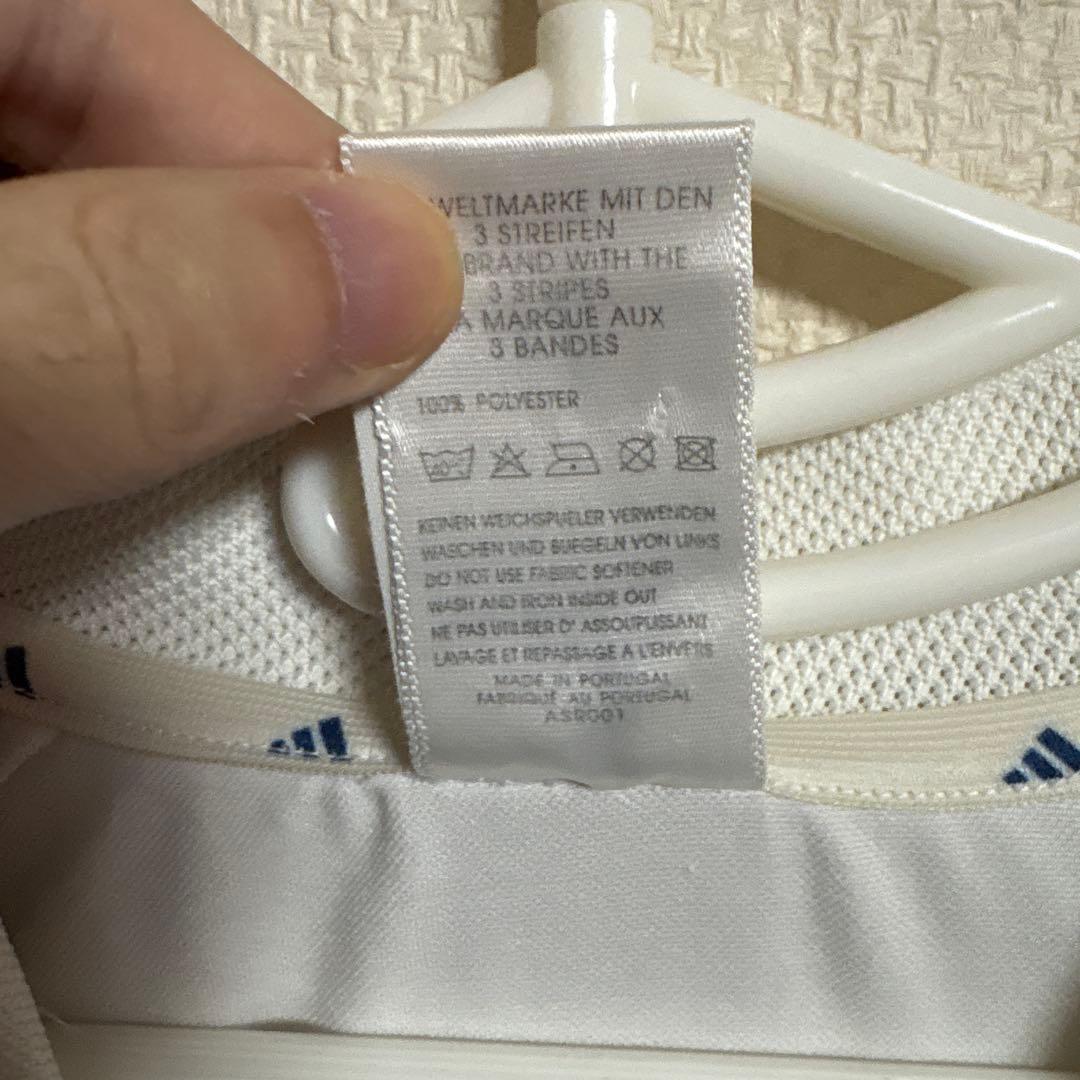 WELTMARKE MIT DEN
3 STREIFEN
BRAND WITH THE
3 STRIPES
A MARQUE AUX
3 BANDES
100% POLYESTER
40°
KEINEN WEICHSPUELER VERWENDEN
WASCHEN UND BUEGELN VON LINKS
DO NOT USE FABRIC SOFTENER
WASH AND IRON INSIDE OUT
NE PAS UTILISER D' ASSOUPLISSANT
LAVAGE ET REPASSAGE A L'ENVERS
MADE IN PORTUGAL
FABRIQUE AU PORTUGAL
ASR001